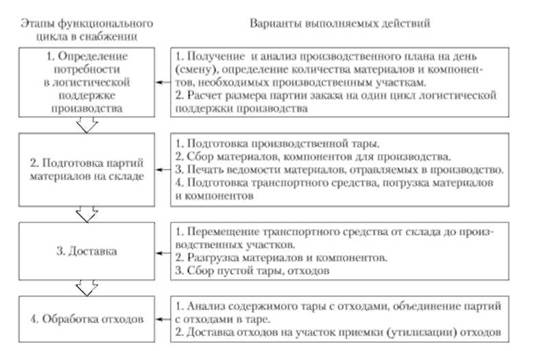 Этапы функционального
цикла в снабжении
Варианты выполняемых действий
1. Определение
потребности
в логистической
поддержке
производства
1. Получение и анализ производственного плана на день
(смену), определение количества материалов и компонен-
тов, необходимых производственным участкам.
2. Расчет размера партии заказа на один цикл логистической
поддержки производства
2. Подготовка партий
материалов на складе
1. Подготовка производственной тары.
2. Сбор материалов, компонентов для производства.
3. Печать ведомости материалов, отравляемых в производство.
4. Подготовка транспортного средства, погрузка материалов
и компонентов
3. Доставка
1. Перемещение транспортного средства от склада до произ-
водственных участков.
2. Разгрузка материалов и компонентов.
3. Сбор пустой тары, отходов
4. Обработка отходов
1. Анализ содержимого тары с отходами, объединение партий
с отходами в таре.
2. Доставка отходов на участок приемки (утилизации) отходов